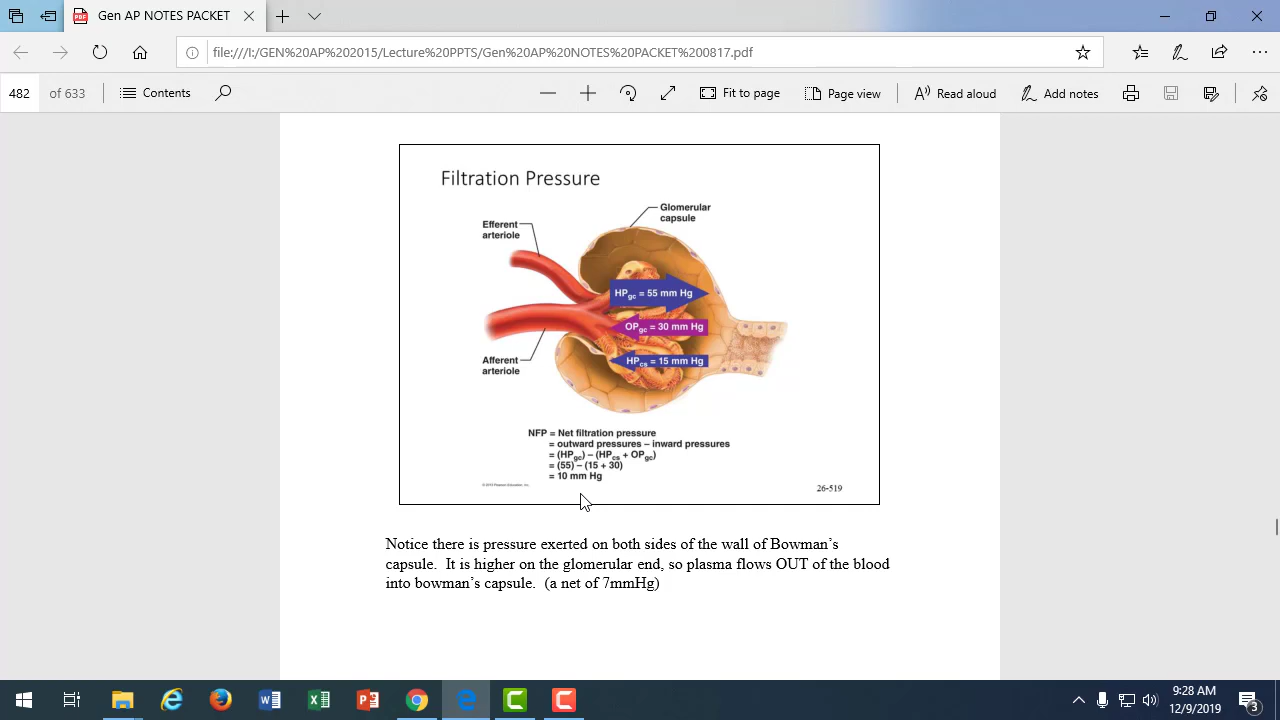 Gen AP NOTES PACKET
file:///I:/GEN%20AP%202015/Lecture%20PPTS/Gen%20AP%20NOTES%20PACKET%200817.pdf
482 of 633 Contents Fit to page Page view Read aloud Add notes
Filtration Pressure
Glomerular
capsule
Efferent
arteriole
HPgc = 55 mm Hg
OPgc = 30 mm Hg
HPcs = 15 mm Hg
Afferent
arteriole
NFP = Net filtration pressure
= outward pressures – inward pressures
= (HPgc) – (HPcs + OPgc)
= (55) – (15 + 30)
= 10 mm Hg
26-519
Notice there is pressure exerted on both sides of the wall of Bowman’s
capsule.  It is higher on the glomerular end, so plasma flows OUT of the blood
into bowman’s capsule.  (a net of 7mmHg)
9:28 AM
12/9/2019
3